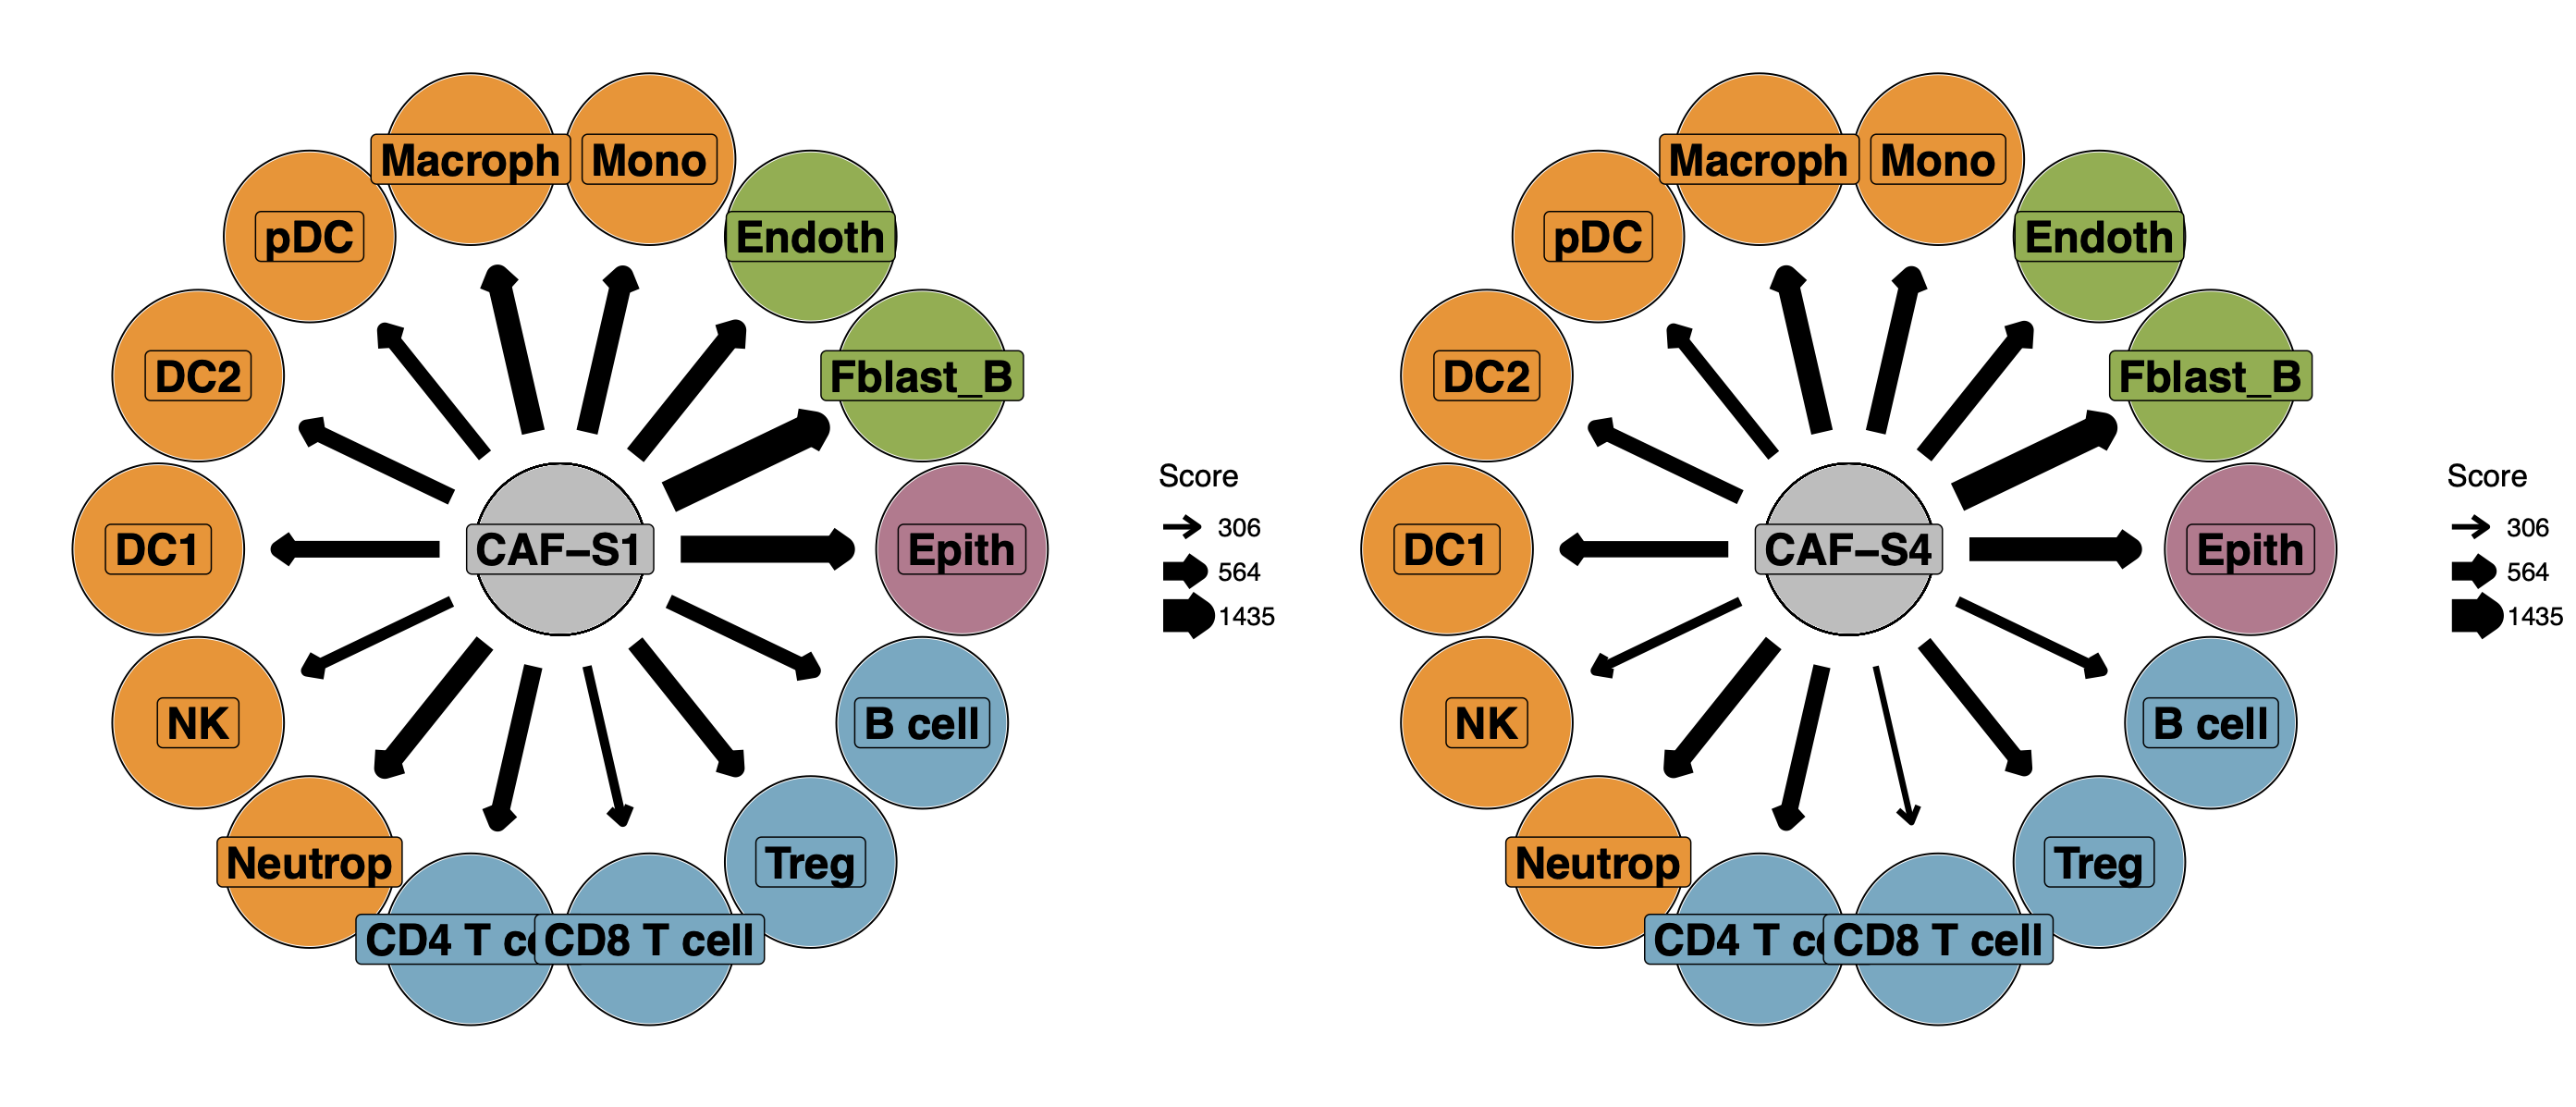 Macroph
Mono
pDC
Endoth
DC2
Fblast_B
DC1
CAF–S1
Epith
NK
B cell
Neutrop
Treg
CD4 T ce
CD8 T cell
Score
306
564
1435
Macroph
Mono
pDC
Endoth
DC2
Fblast_B
DC1
CAF–S4
Epith
NK
B cell
Neutrop
Treg
CD4 T ce
CD8 T cell
Score
306
564
1435